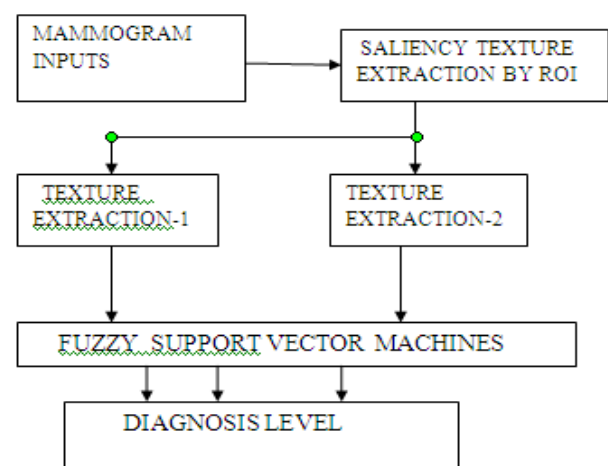 MAMMOGRAM
INPUTS
SALIENCY TEXTURE
EXTRACTION BY ROI
TEXTURE
EXTRACTION-1
TEXTURE
EXTRACTION-2
FUZZY SUPPORT VECTOR MACHINES
DIAGNOSIS LEVEL